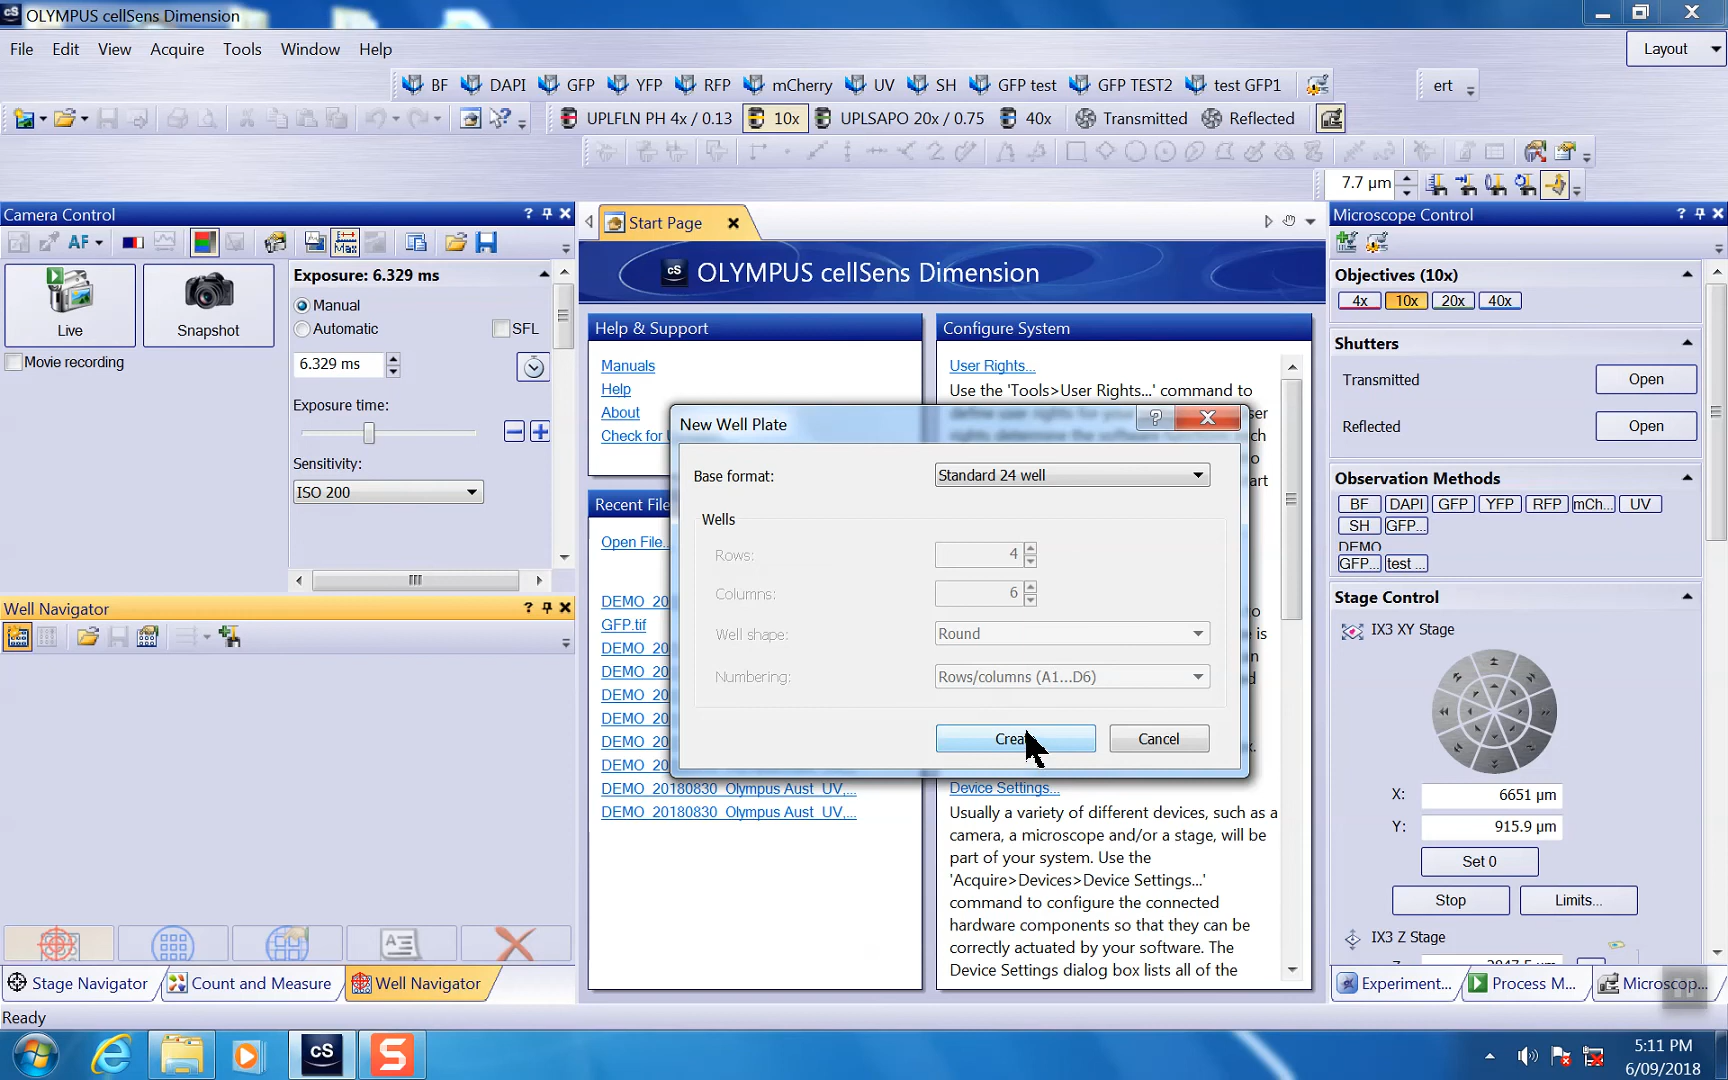 OLYMPUS cellSens Dimension
File Edit View Acquire Tools Window Help
Layout
BF DAPI GFP YFP RFP mCherry UV SH GFP test GFP TEST2 test GFP1
ert
UPLFLN PH 4x / 0.13 10x UPLSAPO 20x / 0.75 40x Transmitted Reflected
7.7 µm
Camera Control
AF
Max
Live
Snapshot
Movie recording
Exposure: 6.329 ms
Manual
Automatic
SFL
6.329 ms
Exposure time:
Sensitivity:
ISO 200
Well Navigator
Stage Navigator Count and Measure Well Navigator
Ready
Start Page
cS OLYMPUS cellSens Dimension
Help & Support
Manuals
Help
About
Check for
Recent File
Open File...
DEMO_20
GFP.tif
DEMO_20
DEMO_20
DEMO_20
DEMO_20
DEMO_20
DEMO_20180830_Olympus Aust_UV,...
DEMO_20180830_Olympus Aust_UV,...
Configure System
User Rights...
Use the 'Tools>User Rights...' command to
Device Settings...
Usually a variety of different devices, such as a
camera, a microscope and/or a stage, will be
part of your system. Use the
'Acquire>Devices>Device Settings...'
command to configure the connected
hardware components so that they can be
correctly actuated by your software. The
Device Settings dialog box lists all of the
New Well Plate
Base format: Standard 24 well
Wells
Rows: 4
Columns: 6
Well shape: Round
Numbering: Rows/columns (A1...D6)
Cancel
Microscope Control
Objectives (10x)
4x 10x 20x 40x
Shutters
Transmitted Open
Reflected Open
Observation Methods
BF DAPI GFP YFP RFP mCh... UV
SH GFP...
DEMO
GFP... test ...
Stage Control
IX3 XY Stage
X: 6651 µm
Y: 915.9 µm
Set 0
Stop Limits...
IX3 Z Stage
Experiment... Process M... Microscop...
cS
S
5:11 PM
6/09/2018